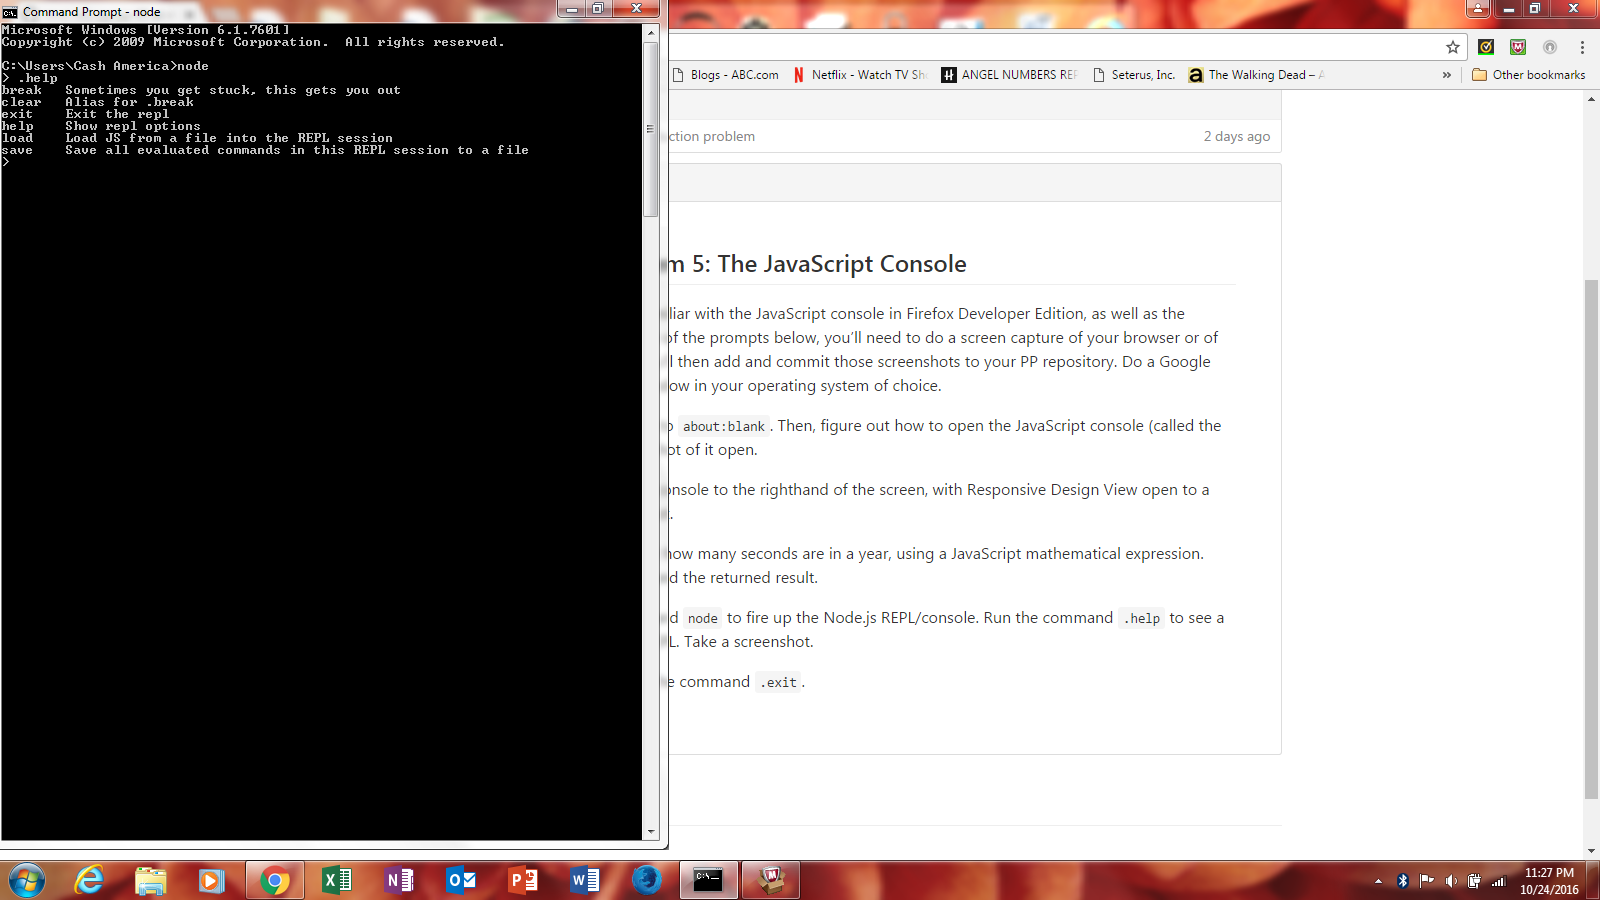 Command Prompt - node
Microsoft Windows [Version 6.1.7601]
Copyright (c) 2009 Microsoft Corporation.  All rights reserved.
C:\Users\Cash America>node
> .help
break   Sometimes you get stuck, this gets you out
clear   Alias for .break
exit    Exit the repl
help    Show repl options
load    Load JS from a file into the REPL session
save    Save all evaluated commands in this REPL session to a file
>
Blogs - ABC.com
Netflix - Watch TV Sh
ANGEL NUMBERS REP
Seterus, Inc.
The Walking Dead –
»
Other bookmarks
ction problem
2 days ago
m 5: The JavaScript Console
liar with the JavaScript console in Firefox Developer Edition, as well as the
of the prompts below, you’ll need to do a screen capture of your browser or of
l then add and commit those screenshots to your PP repository. Do a Google
ow in your operating system of choice.
o about:blank. Then, figure out how to open the JavaScript console (called the
ot of it open.
onsole to the righthand of the screen, with Responsive Design View open to a
.
how many seconds are in a year, using a JavaScript mathematical expression.
d the returned result.
d node to fire up the Node.js REPL/console. Run the command .help to see a
L. Take a screenshot.
e command .exit.
11:27 PM
10/24/2016